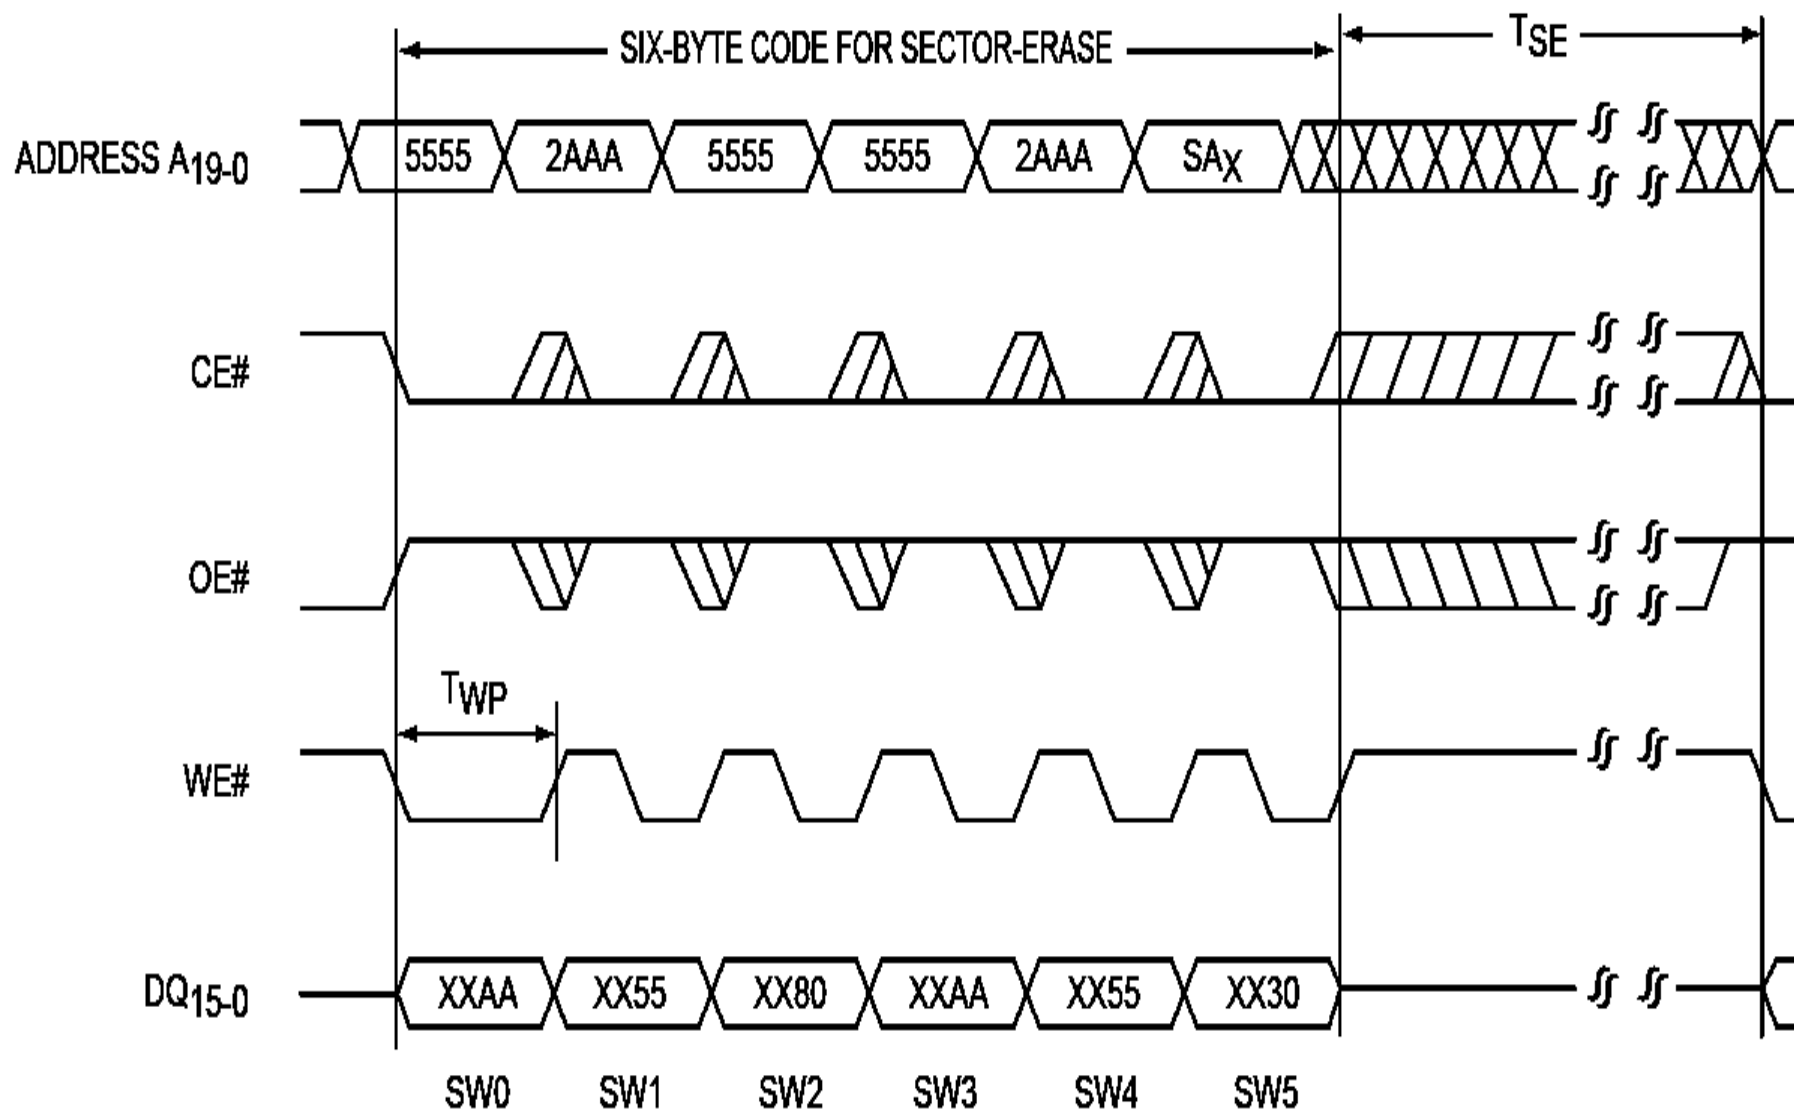 SIX-BYTE CODE FOR SECTOR-ERASE TSE
ADDRESS A19-0 5555 2AAA 5555 5555 2AAA SAX
CE#
OE#
TWP
WE#
DQ15-0 XXAA XX55 XX80 XXAA XX55 XX30
SW0 SW1 SW2 SW3 SW4 SW5